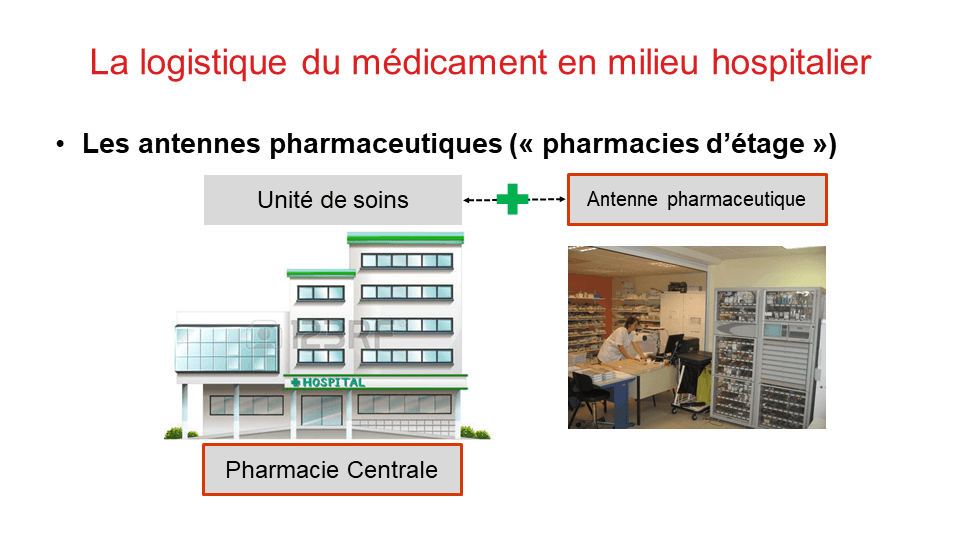 La logistique du médicament en milieu hospitalier
• Les antennes pharmaceutiques (« pharmacies d’étage »)
Unité de soins
Antenne pharmaceutique
123RF
HOSPITAL
Pharmacie Centrale